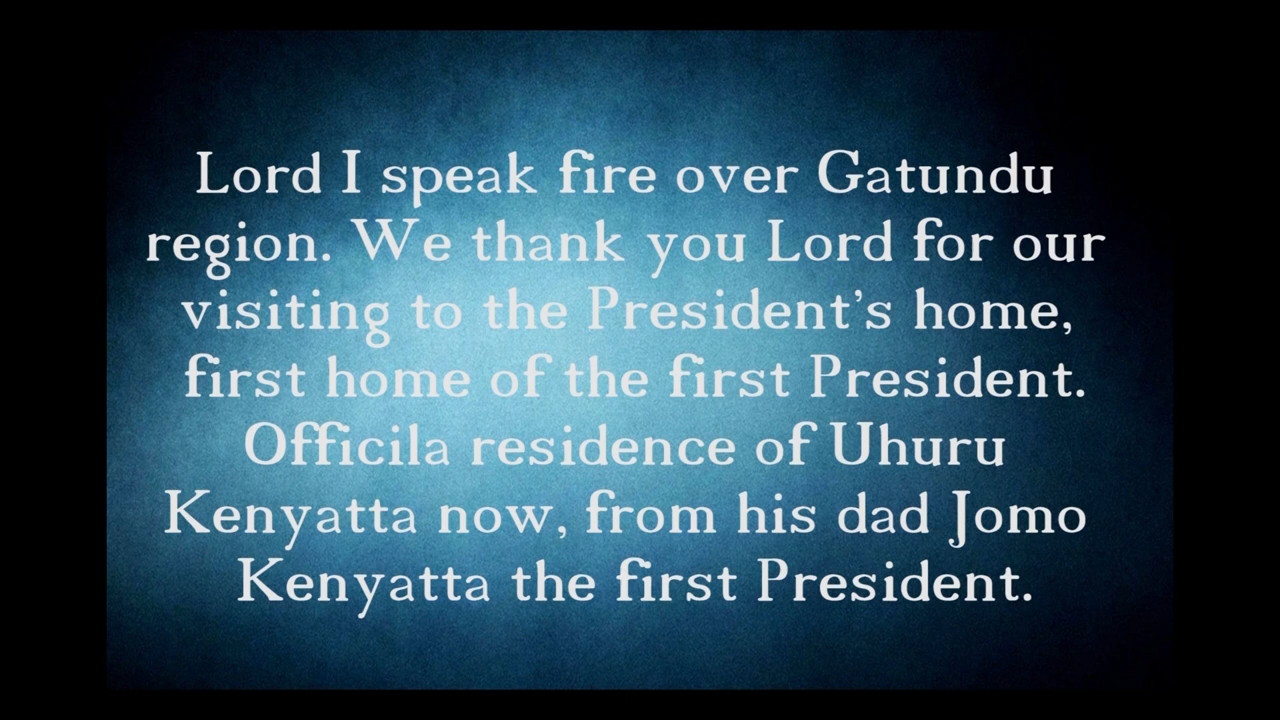 Lord I speak fire over Gatundu
region. We thank you Lord for our
visiting to the President's home,
first home of the first President.
Officila residence of Uhuru
Kenyatta now, from his dad Jomo
Kenyatta the first President.